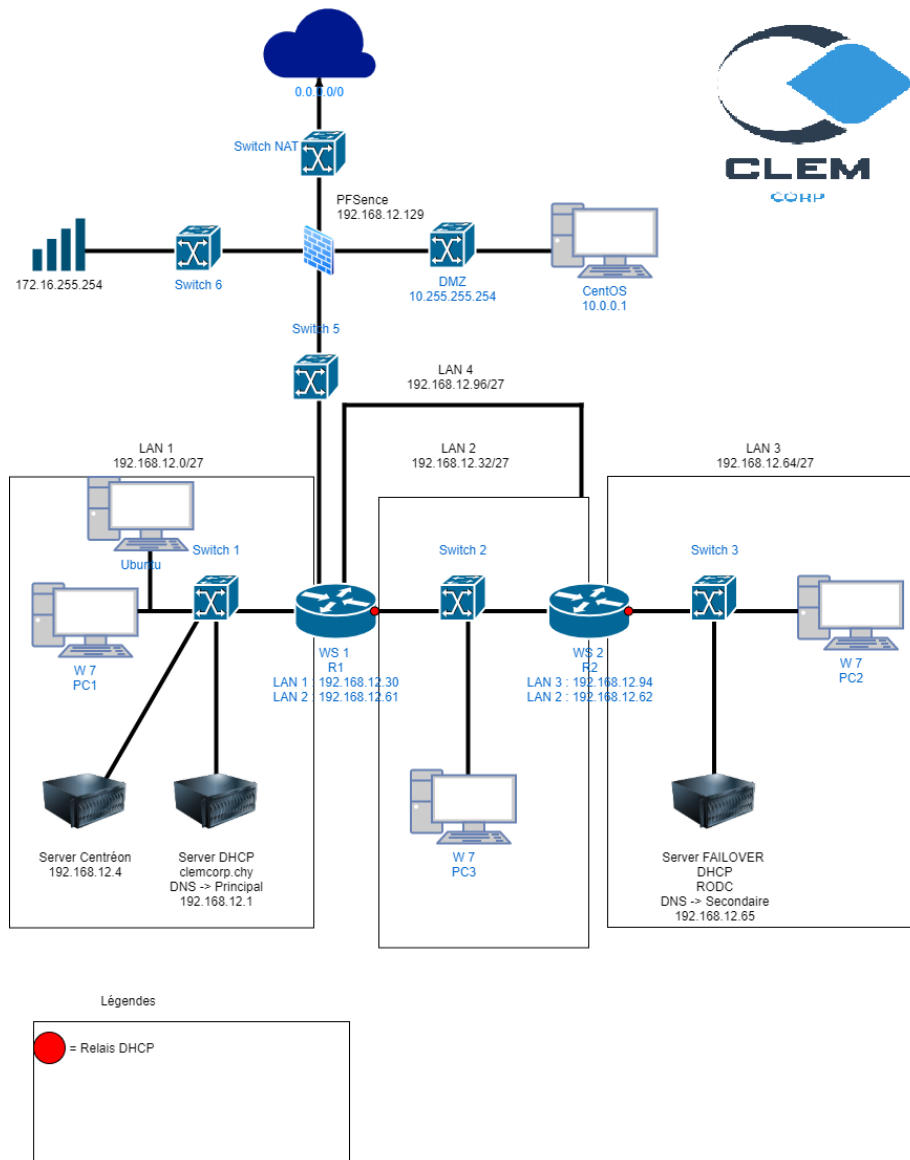 0.0.0.0/0
Switch NAT
CLEM
CORP
PFSence
192.168.12.129
172.16.255.254
Switch 6
DMZ
10.255.255.254
CentOS
10.0.0.1
Switch 5
LAN 4
192.168.12.96/27
LAN 1
192.168.12.0/27
LAN 2
192.168.12.32/27
LAN 3
192.168.12.64/27
Ubuntu
Switch 1
Switch 2
Switch 3
W 7
PC1
WS 1
R1
LAN 1 : 192.168.12.30
LAN 2 : 192.168.12.61
WS 2
R2
LAN 3 : 192.168.12.94
LAN 2 : 192.168.12.62
W 7
PC2
W 7
PC3
Server Centréon
192.168.12.4
Server DHCP
clemcorp.chy
DNS -> Principal
192.168.12.1
Server FAILOVER
DHCP
RODC
DNS -> Secondaire
192.168.12.65
Légendes
= Relais DHCP